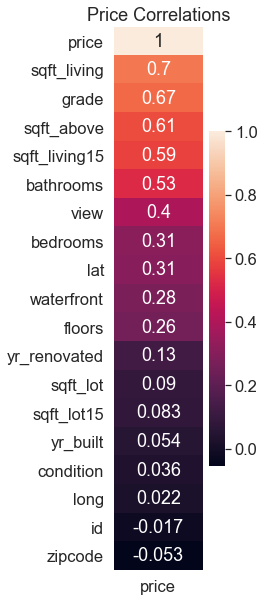 Price Correlations
price 1
sqft_living 0.7
grade 0.67
sqft_above 0.61
sqft_living15 0.59
bathrooms 0.53
view 0.4
bedrooms 0.31
lat 0.31
waterfront 0.28
floors 0.26
yr_renovated 0.13
sqft_lot 0.09
sqft_lot15 0.083
yr_built 0.054
condition 0.036
long 0.022
id -0.017
zipcode -0.053
price
1.0
0.8
0.6
0.4
0.2
0.0